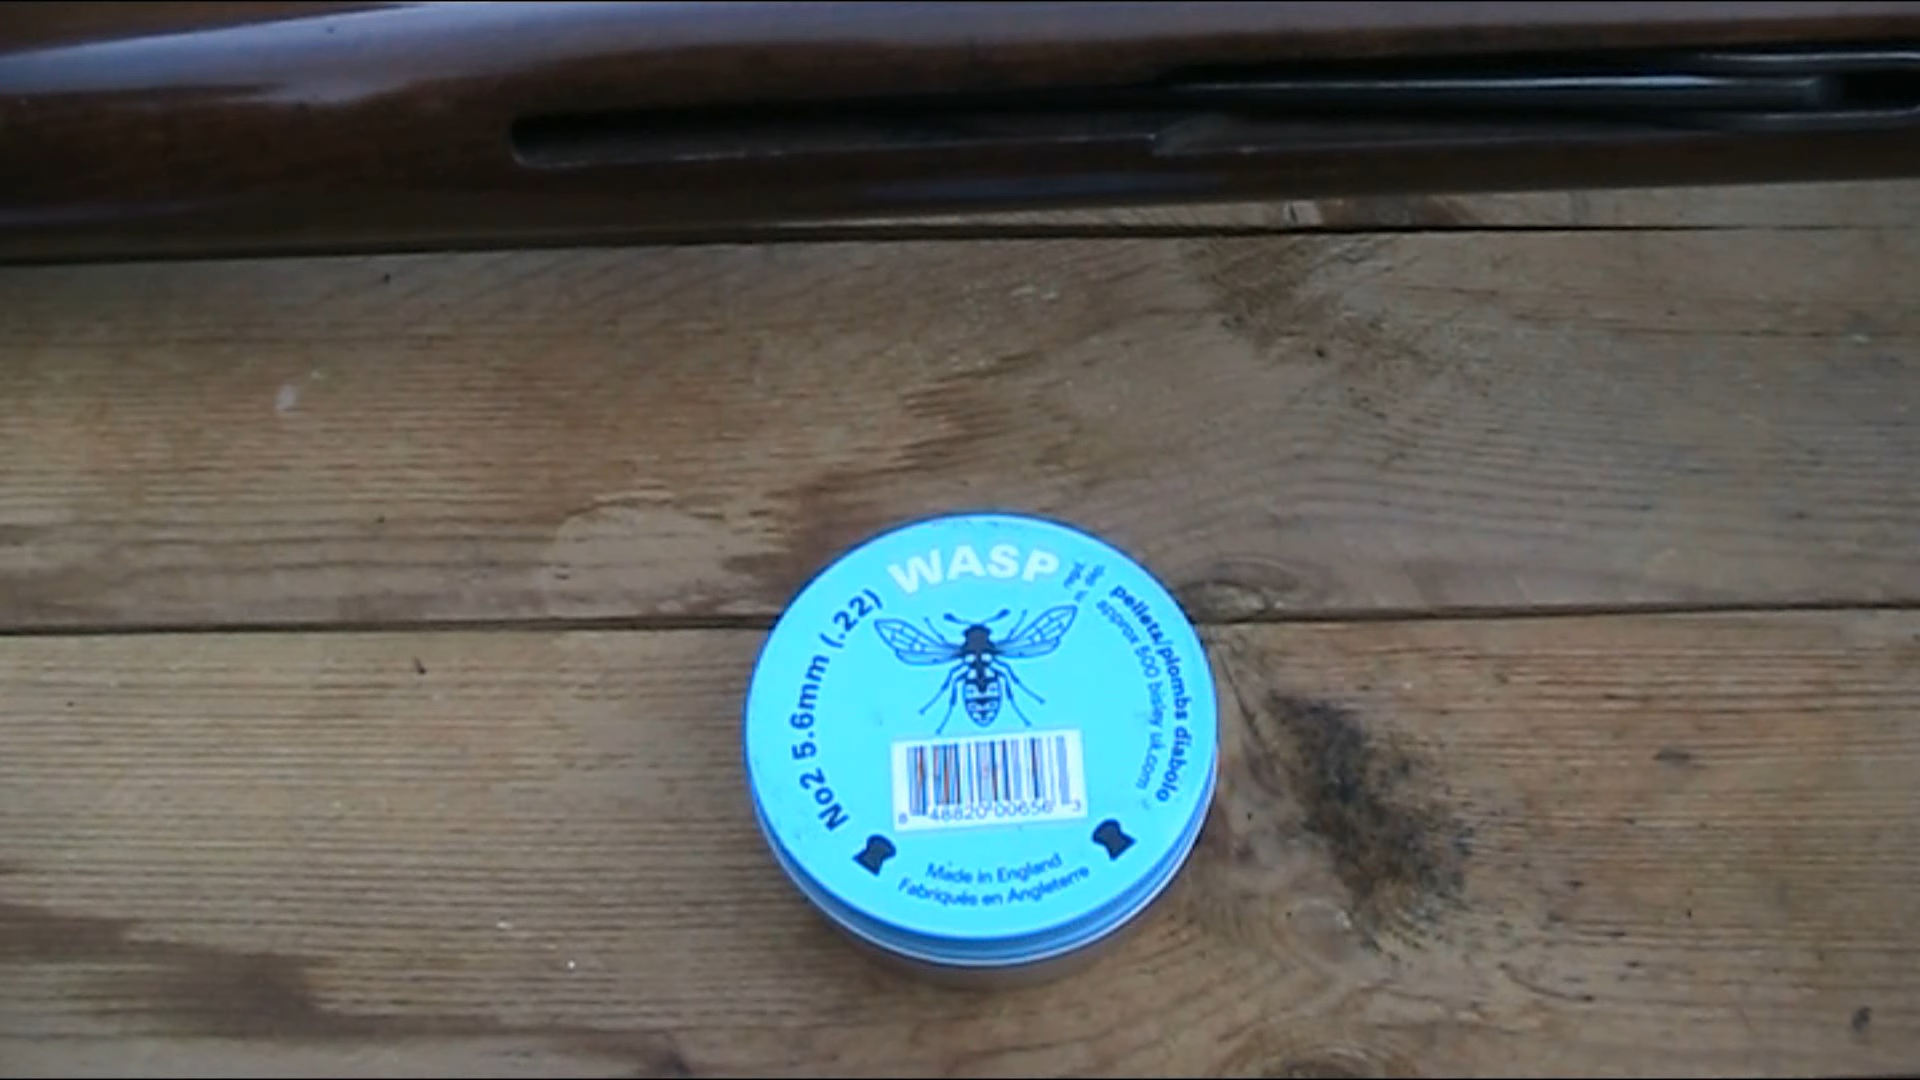 WASP
No2 5.6mm (.22)
pellets/plombs diabolo
approx 500 bisley uk.com
8 48820 00656 3
Made in England
Fabriqués en Angleterre